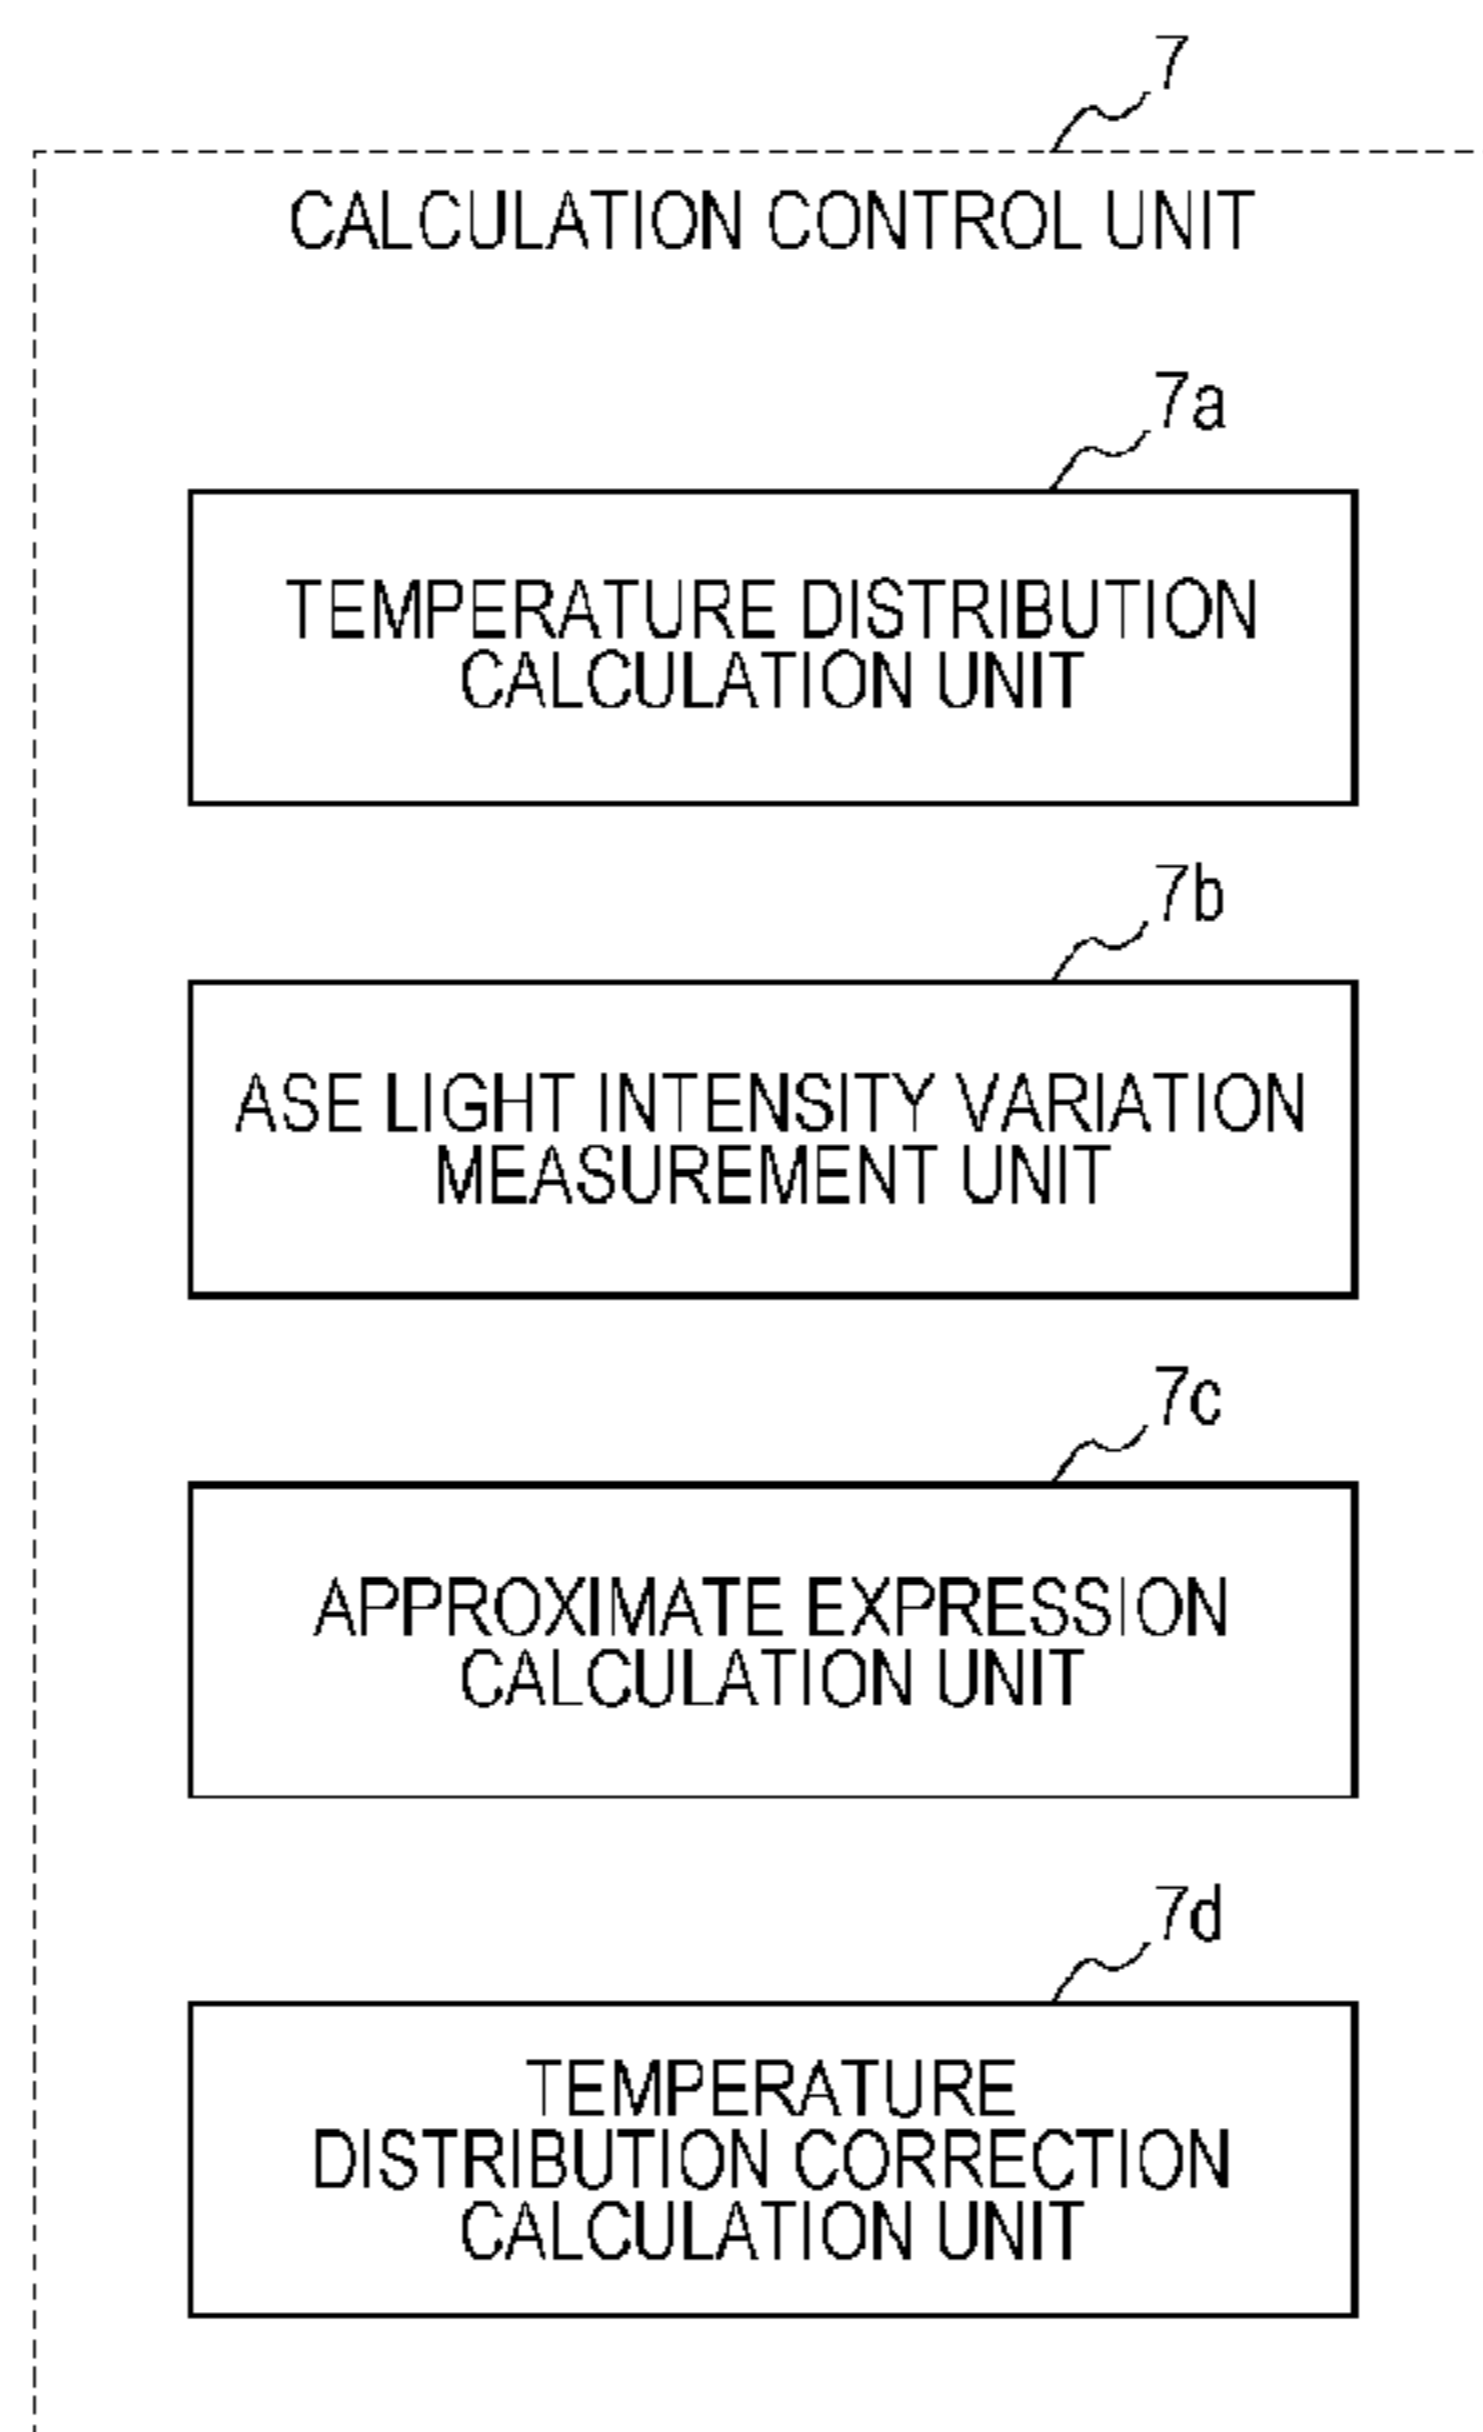 7
CALCULATION CONTROL UNIT
7a
TEMPERATURE DISTRIBUTION
CALCULATION UNIT
7b
ASE LIGHT INTENSITY VARIATION
MEASUREMENT UNIT
7c
APPROXIMATE EXPRESSION
CALCULATION UNIT
7d
TEMPERATURE
DISTRIBUTION CORRECTION
CALCULATION UNIT